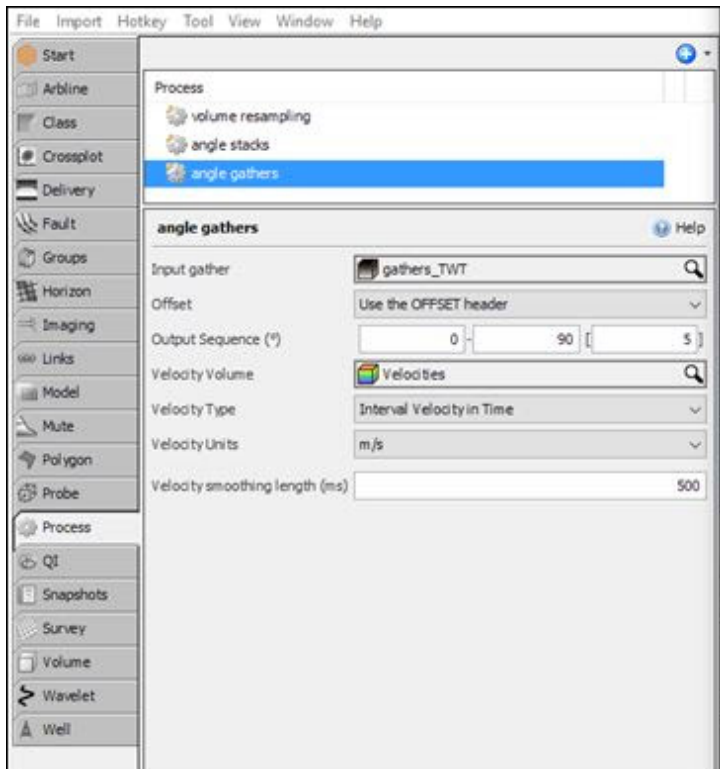 File Import Hotkey Tool View Window Help
Start
Arbline
Class
Crossplot
Delivery
Fault
Groups
Horizon
Imaging
Links
Model
Mute
Polygon
Probe
Process
QI
Snapshots
Survey
Volume
Wavelet
Well
Process
volume resampling
angle stacks
angle gathers
angle gathers Help
Input gather gathers_TWT
Offset Use the OFFSET header
Output Sequence (°) 0 - 90 [ 5 ]
Velocity Volume Velocities
Velocity Type Interval Velocity in Time
Velocity Units m/s
Velocity smoothing length (ms) 500